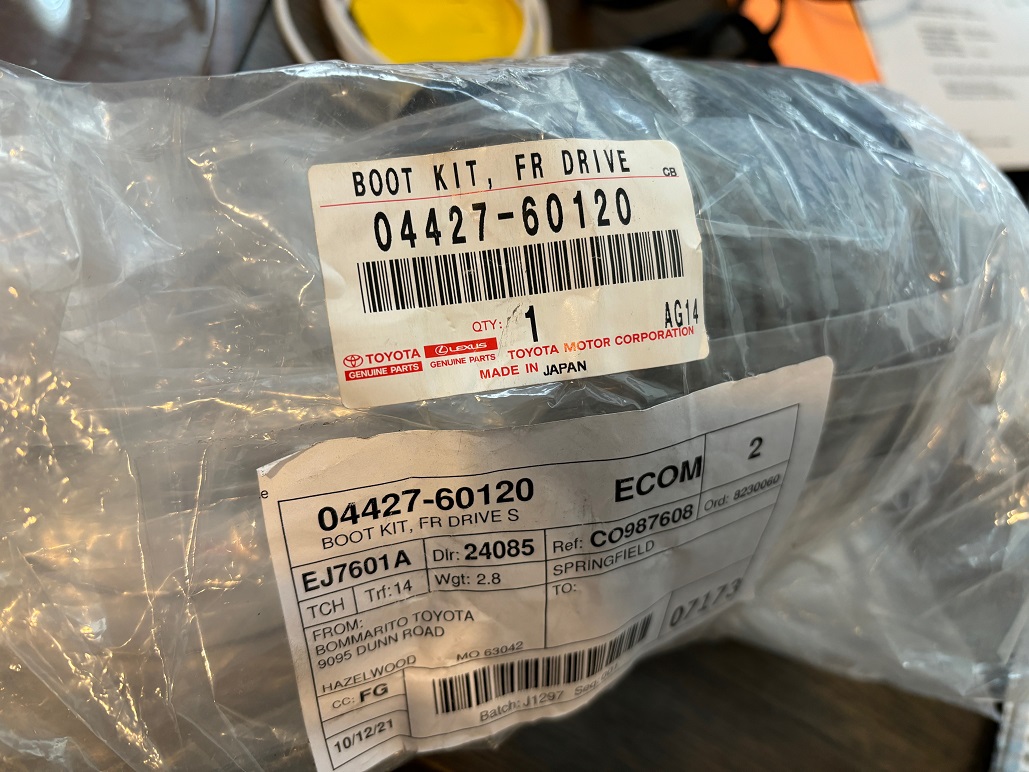 BOOT KIT, FR DRIVE
CB
04427-60120
QTY: 1
AG14
TOYOTA
GENUINE PARTS
LEXUS
GENUINE PARTS
TOYOTA MOTOR CORPORATION
MADE IN JAPAN
04427-60120
BOOT KIT, FR DRIVE S
ECOM
2
EJ7601A
Dlr: 24085
Ref: CO987608
Ord: 8230060
TCH
Trf: 14
Wgt: 2.8
SPRINGFIELD
TO:
FROM:
BOMMARITO TOYOTA
9095 DUNN ROAD
HAZELWOOD MO 63042
07173
CC: FG
10/12/21
Batch: J1297 Seq: